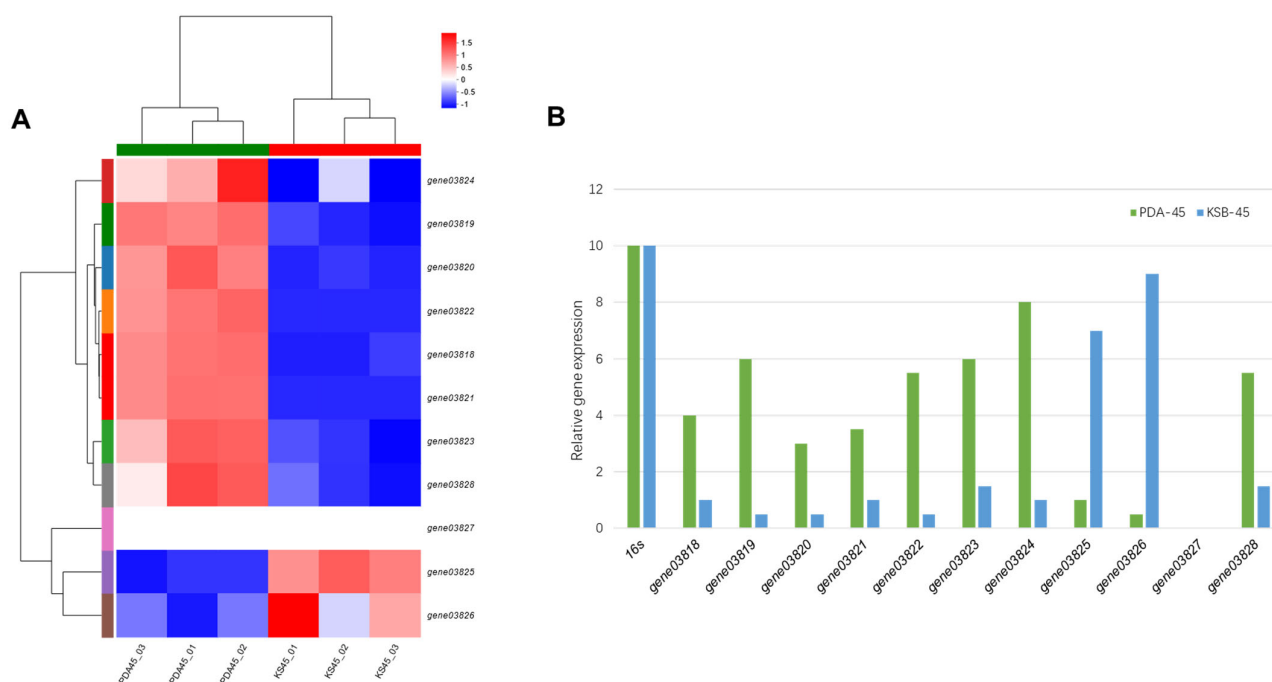 A
1.5
1
0.5
0
-0.5
-1
gene03824
gene03819
gene03820
gene03822
gene03818
gene03821
gene03823
gene03828
gene03827
gene03825
gene03826
PDA45_03
PDA45_01
PDA45_02
KS45_01
KS45_02
KS45_03
B
PDA-45 KSB-45
Relative gene expression
12
10
8
6
4
2
0
16s
gene03818
gene03819
gene03820
gene03821
gene03822
gene03823
gene03824
gene03825
gene03826
gene03827
gene03828